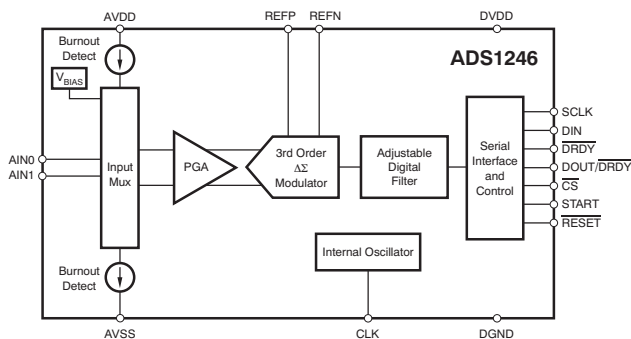 AVDD
REFP
REFN
DVDD
Burnout
Detect
ADS1246
VBIAS
SCLK
DIN
DRDY
DOUT/DRDY
CS
START
RESET
AIN0
AIN1
Input
Mux
PGA
3rd Order
ΔΣ
Modulator
Adjustable
Digital
Filter
Serial
Interface
and
Control
Internal Oscillator
Burnout
Detect
AVSS
CLK
DGND